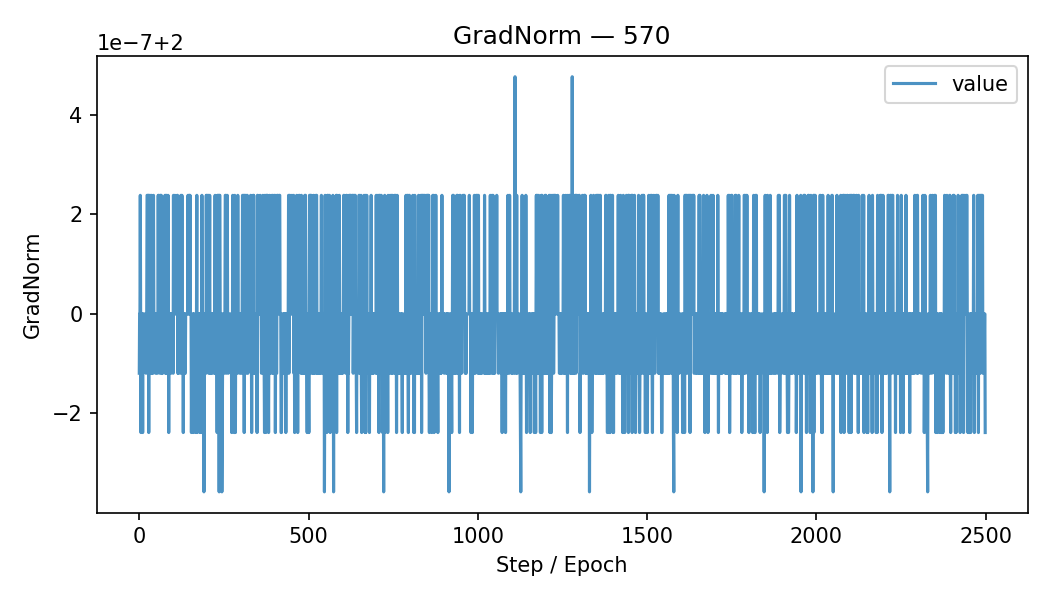 GradNorm — 570
1e−7+2
value
4
2
0
−2
GradNorm
0
500
1000
1500
2000
2500
Step / Epoch